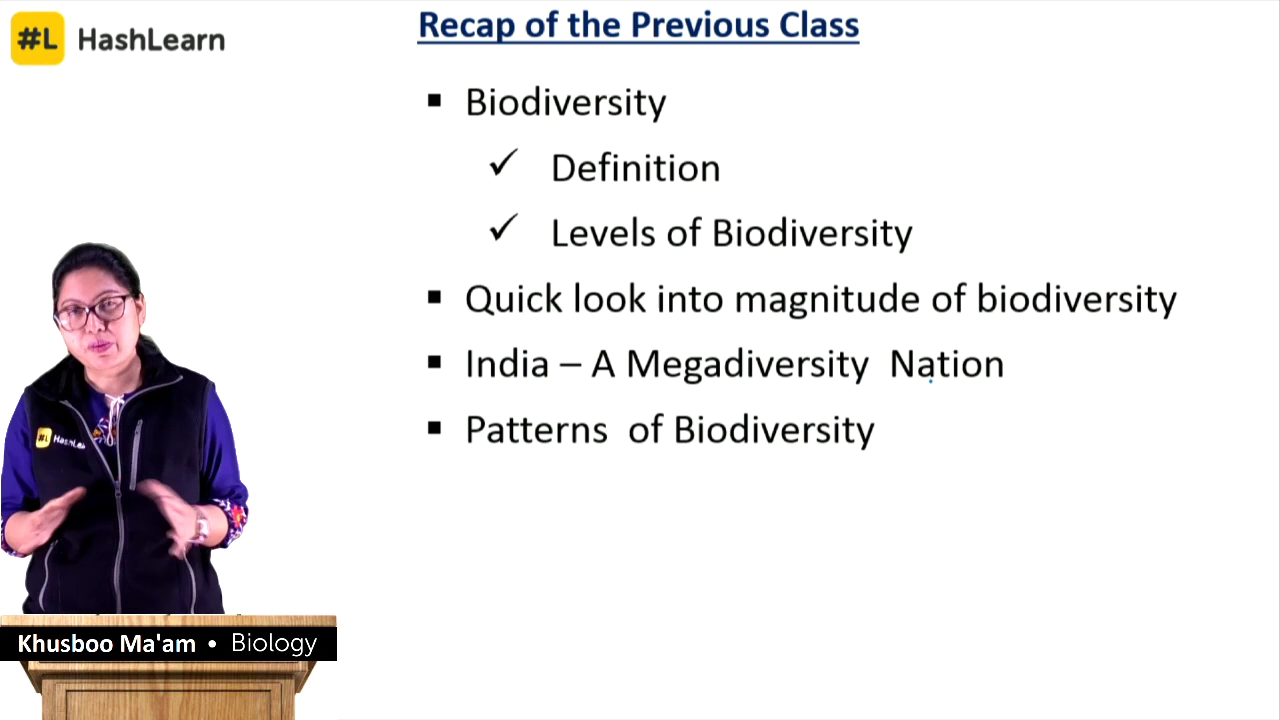 #L HashLearn
Recap of the Previous Class
▪ Biodiversity
✓ Definition
✓ Levels of Biodiversity
▪ Quick look into magnitude of biodiversity
▪ India – A Megadiversity Nation
▪ Patterns of Biodiversity
#L HashLea
Khusboo Ma'am • Biology